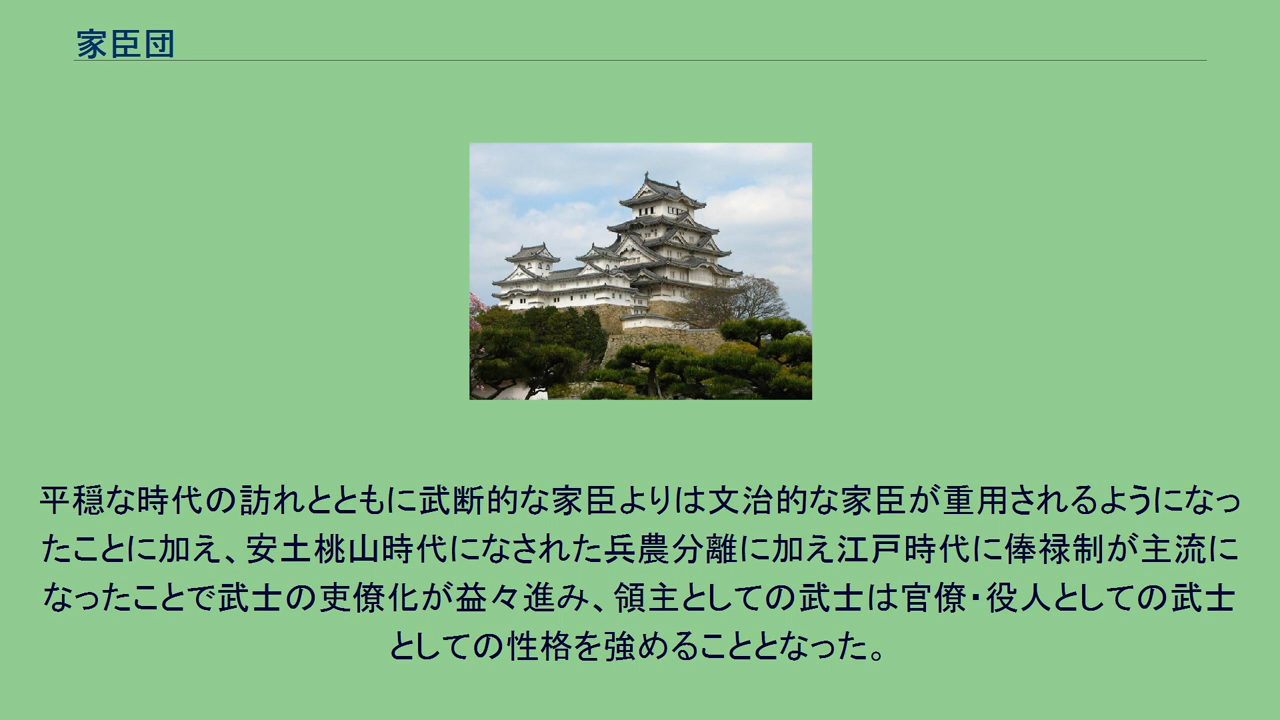 家臣団
平穏な時代の訪れとともに武断的な家臣よりは文治的な家臣が重用されるようになっ
たことに加え、安土桃山時代になされた兵農分離に加え江戸時代に俸禄制が主流に
なったことで武士の吏僚化が益々進み、領主としての武士は官僚・役人としての武士
としての性格を強めることとなった。